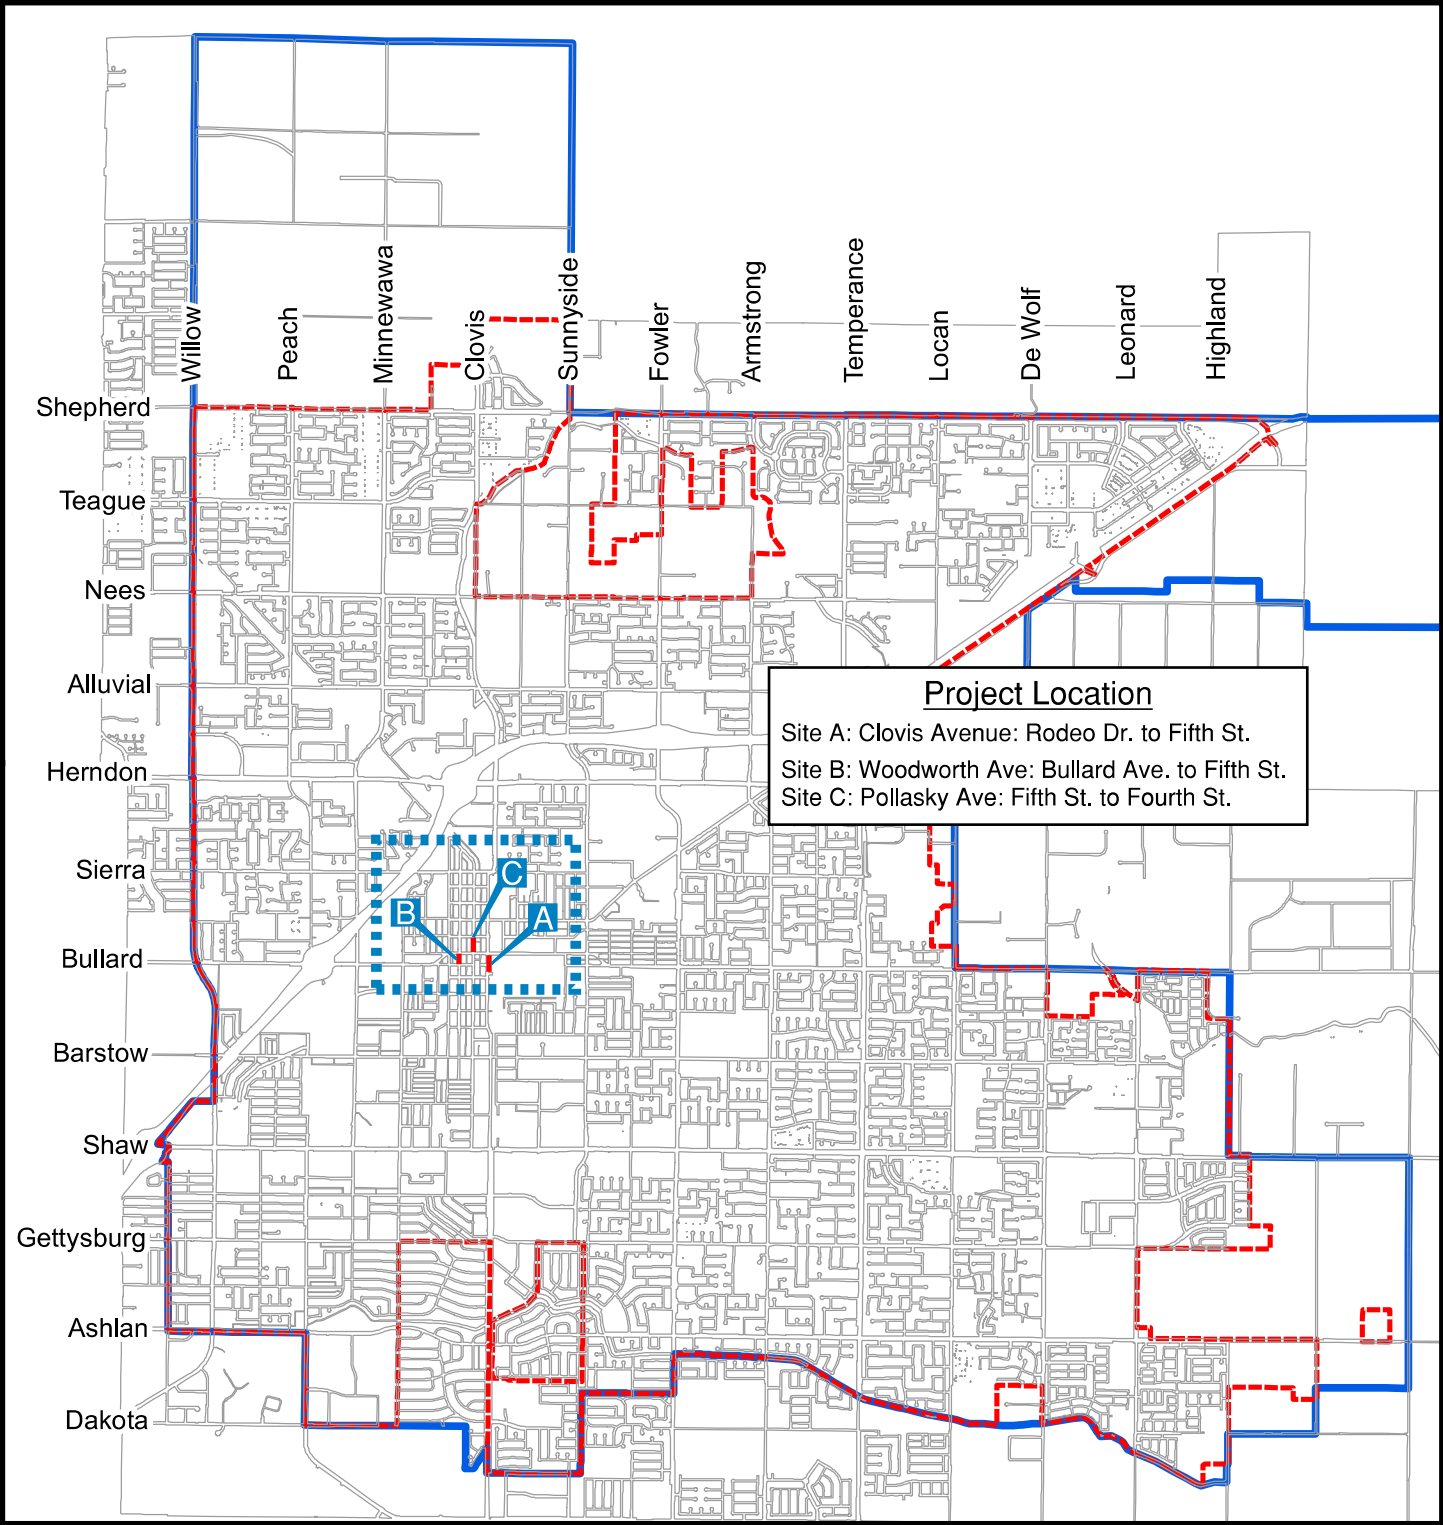 Willow
Peach
Minnewawa
Clovis
Sunnyside
Fowler
Armstrong
Temperance
Locan
De Wolf
Leonard
Highland
Shepherd
Teague
Nees
Alluvial
Herndon
Sierra
Bullard
Barstow
Shaw
Gettysburg
Ashlan
Dakota
Project Location
Site A: Clovis Avenue: Rodeo Dr. to Fifth St.
Site B: Woodworth Ave: Bullard Ave. to Fifth St.
Site C: Pollasky Ave: Fifth St. to Fourth St.
C
B
A